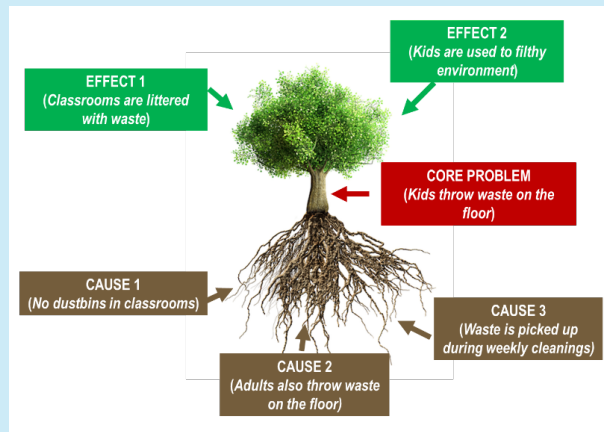 EFFECT 1
(Classrooms are littered
with waste)
EFFECT 2
(Kids are used to filthy
environment)
CORE PROBLEM
(Kids throw waste on the
floor)
CAUSE 1
(No dustbins in classrooms)
CAUSE 2
(Adults also throw waste
on the floor)
CAUSE 3
(Waste is picked up
during weekly cleanings)